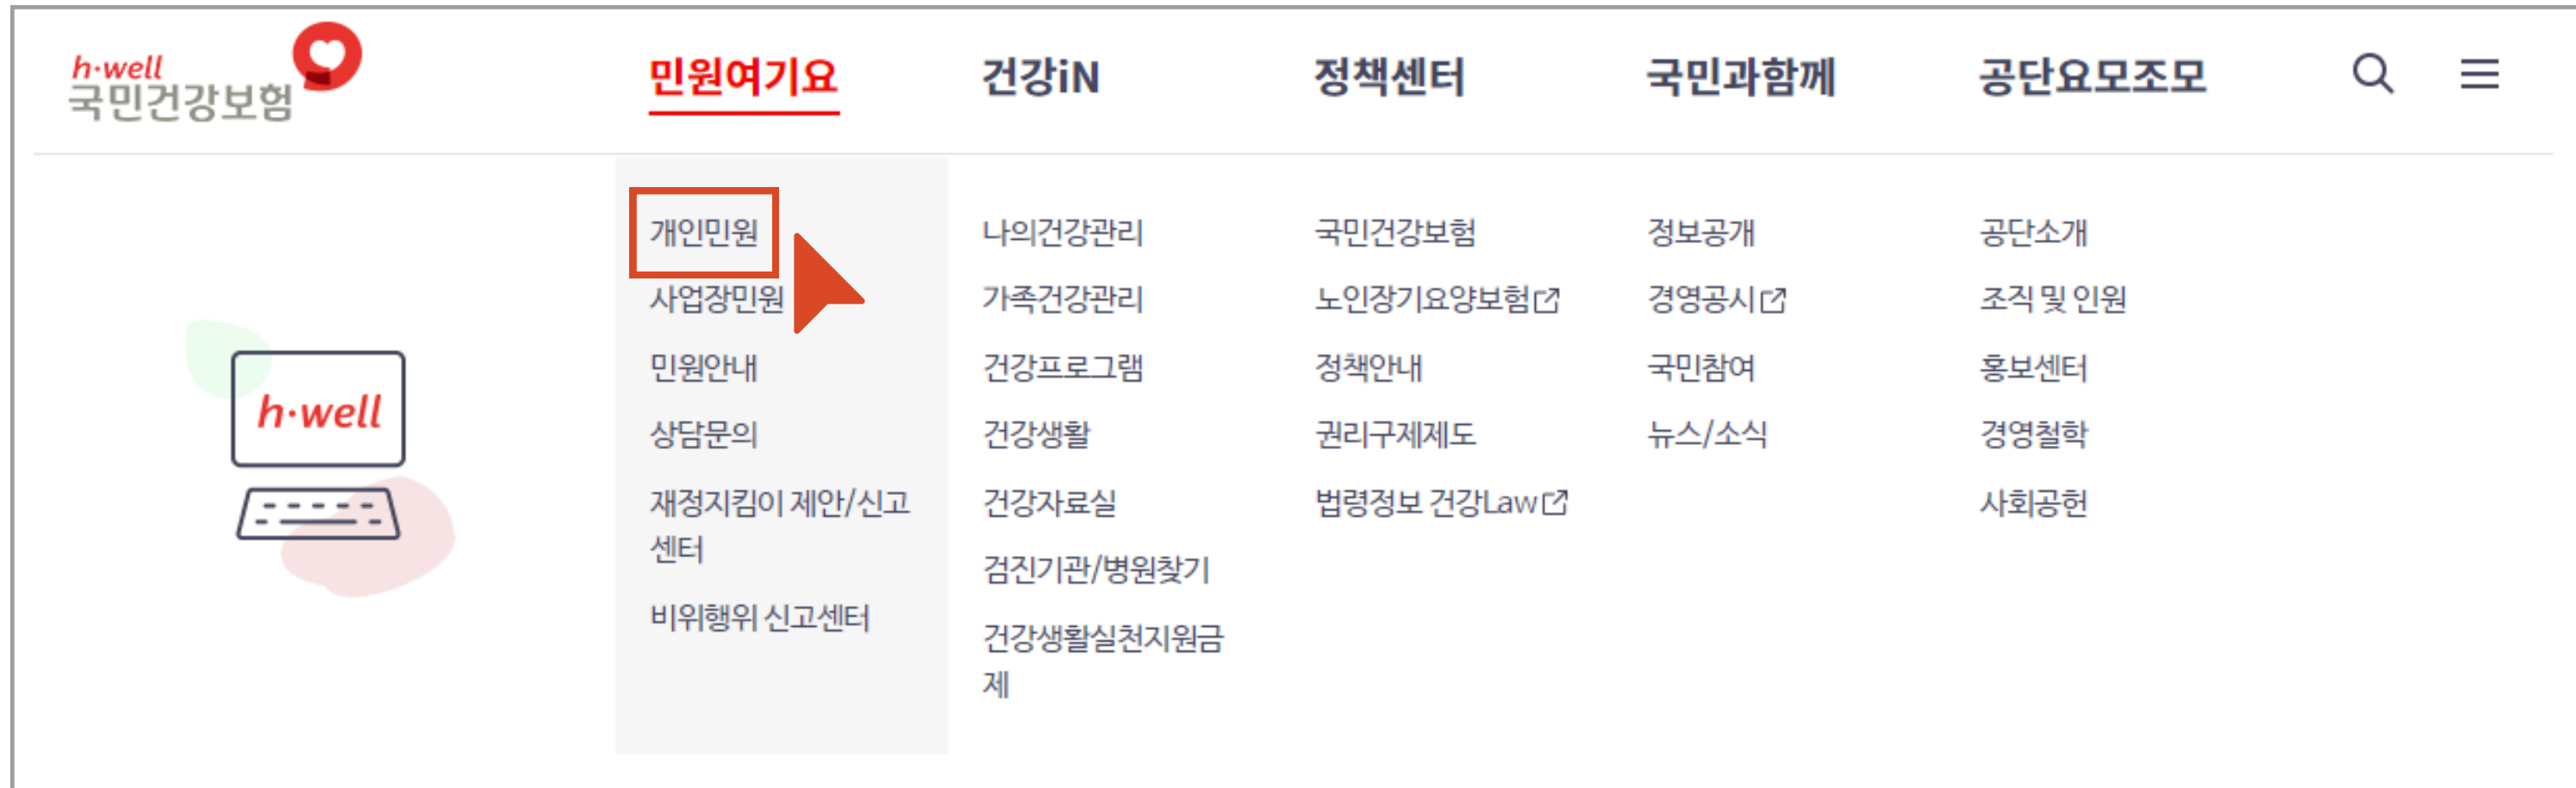 h·well
국민건강보험
민원여기요
건강iN
정책센터
국민과함께
공단요모조모
h·well
개인민원
사업장민원
민원안내
상담문의
재정지킴이 제안/신고
센터
비위행위 신고센터
나의건강관리
가족건강관리
건강프로그램
건강생활
건강자료실
검진기관/병원찾기
건강생활실천지원금
제
국민건강보험
노인장기요양보험
정책안내
권리구제제도
법령정보 건강Law
정보공개
경영공시
국민참여
뉴스/소식
공단소개
조직 및 인원
홍보센터
경영철학
사회공헌